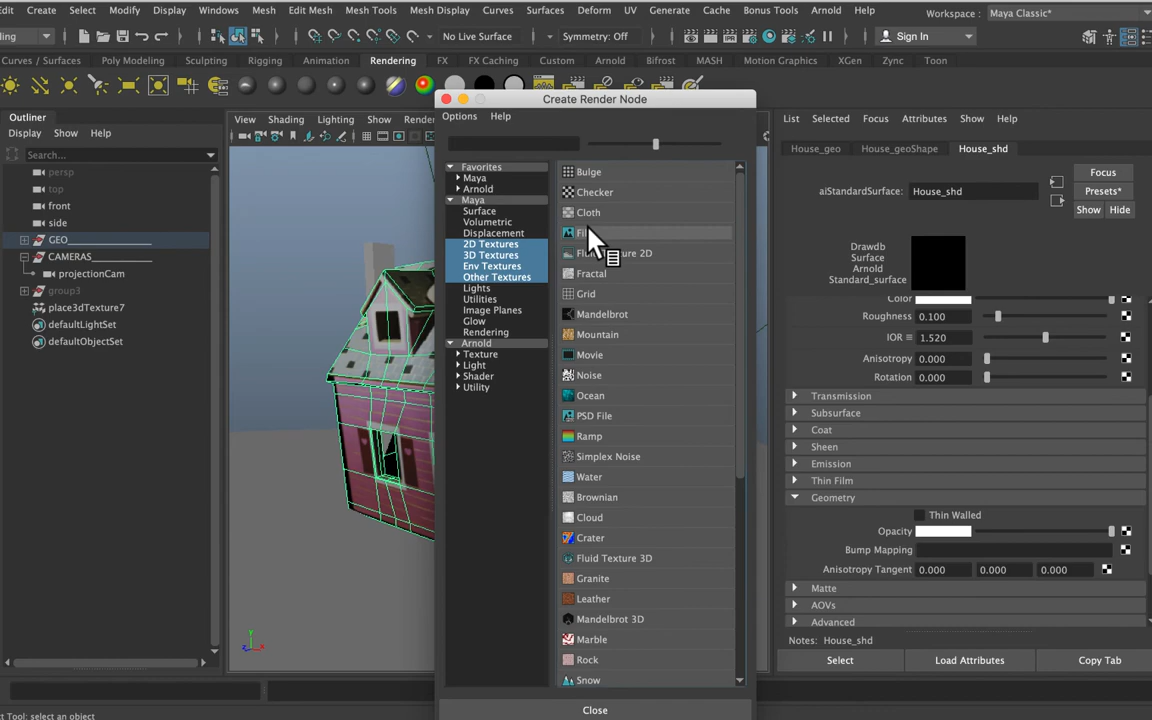 Edit Create Select Modify Display Windows Mesh Edit Mesh Mesh Tools Mesh Display Curves Surfaces Deform UV Generate Cache Bonus Tools Arnold Help
Workspace : Maya Classic*
No Live Surface Symmetry: Off Sign In
Curves / Surfaces Poly Modeling Sculpting Rigging Animation Rendering FX FX Caching Custom Arnold Bifrost MASH Motion Graphics XGen Zync Toon
Create Render Node
Options Help
Outliner
Display Show Help
Search...
persp
top
front
side
GEO
CAMERAS
projectionCam
group3
place3dTexture7
defaultLightSet
defaultObjectSet
View Shading Lighting Show
Favorites
Maya
Arnold
Maya
Surface
Volumetric
Displacement
2D Textures
3D Textures
Env Textures
Other Textures
Lights
Utilities
Image Planes
Glow
Rendering
Arnold
Texture
Light
Shader
Utility
Bulge
Checker
Cloth
Fractal
Grid
Mandelbrot
Mountain
Movie
Noise
Ocean
PSD File
Ramp
Simplex Noise
Water
Brownian
Cloud
Crater
Fluid Texture 3D
Granite
Leather
Mandelbrot 3D
Marble
Rock
Snow
Close
List Selected Focus Attributes Show Help
House_geo House_geoShape House_shd
aiStandardSurface: House_shd
Focus
Presets*
Show Hide
Drawdb
Surface
Arnold
Standard_surface
Color
Roughness 0.100
IOR 1.520
Anisotropy 0.000
Rotation 0.000
Transmission
Subsurface
Coat
Sheen
Emission
Thin Film
Geometry
Thin Walled
Opacity
Bump Mapping
Anisotropy Tangent 0.000 0.000 0.000
Matte
AOVs
Advanced
Notes: House_shd
Select Load Attributes Copy Tab
ct Tool: select an object